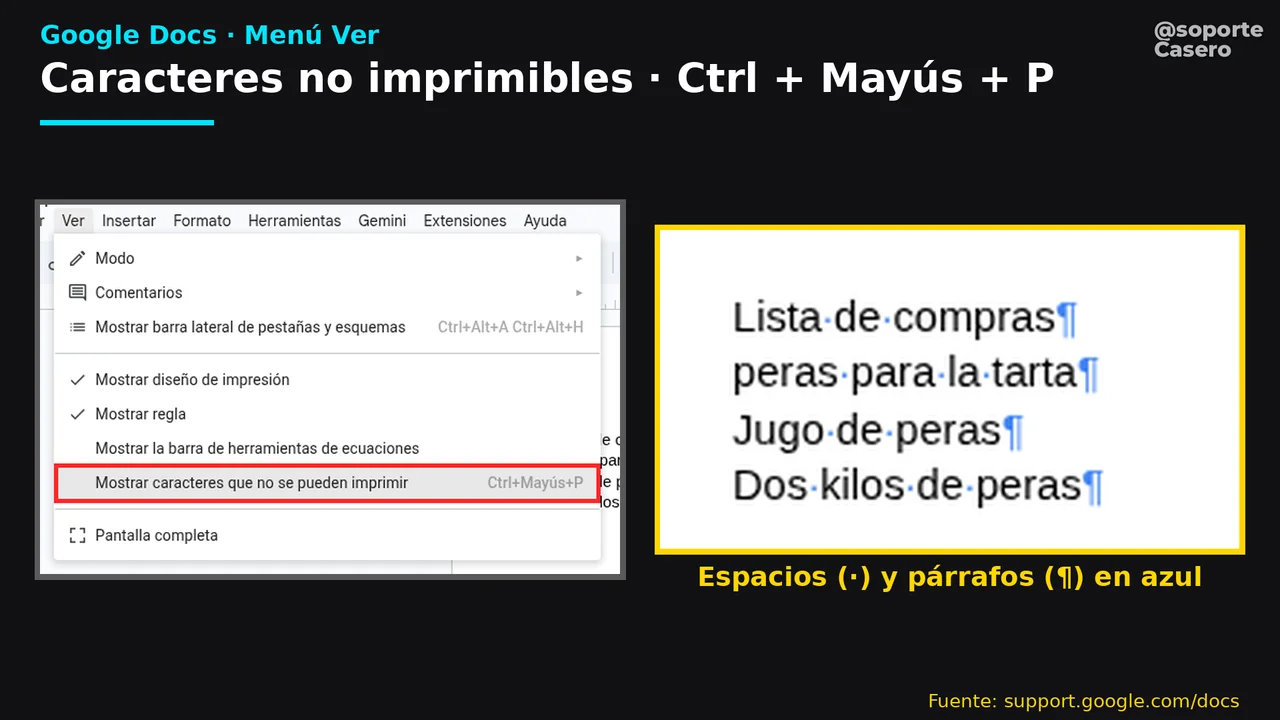 Google Docs · Menú Ver
Caracteres no imprimibles · Ctrl + Mayús + P
@soporte
Casero
Ver Insertar Formato Herramientas Gemini Extensiones Ayuda
Modo
Comentarios
Mostrar barra lateral de pestañas y esquemas Ctrl+Alt+A Ctrl+Alt+H
Mostrar diseño de impresión
Mostrar regla
Mostrar la barra de herramientas de ecuaciones
Mostrar caracteres que no se pueden imprimir Ctrl+Mayús+P
Pantalla completa
Lista·de·compras¶
peras·para·la·tarta¶
Jugo·de·peras¶
Dos·kilos·de·peras¶
Espacios (·) y párrafos (¶) en azul
Fuente: support.google.com/docs